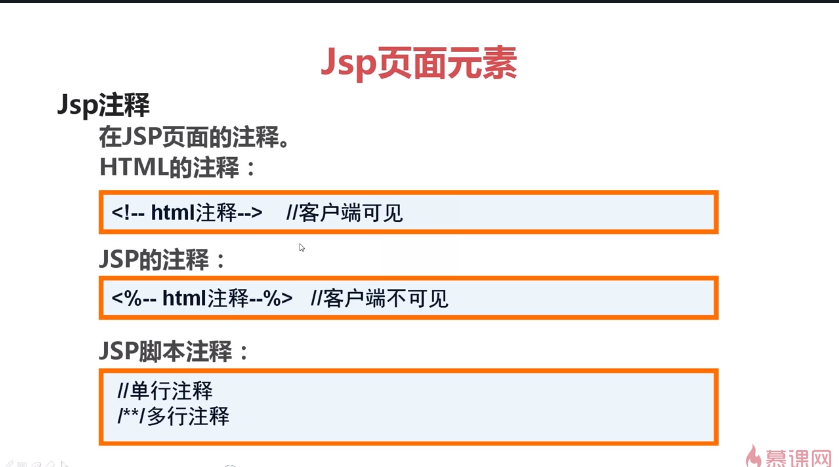 Jsp页面元素
Jsp注释
在JSP页面的注释。
HTML的注释：
<!-- html注释--> //客户端可见
JSP的注释：
<%-- html注释--%> //客户端不可见
JSP脚本注释：
//单行注释
/**/多行注释
慕课网